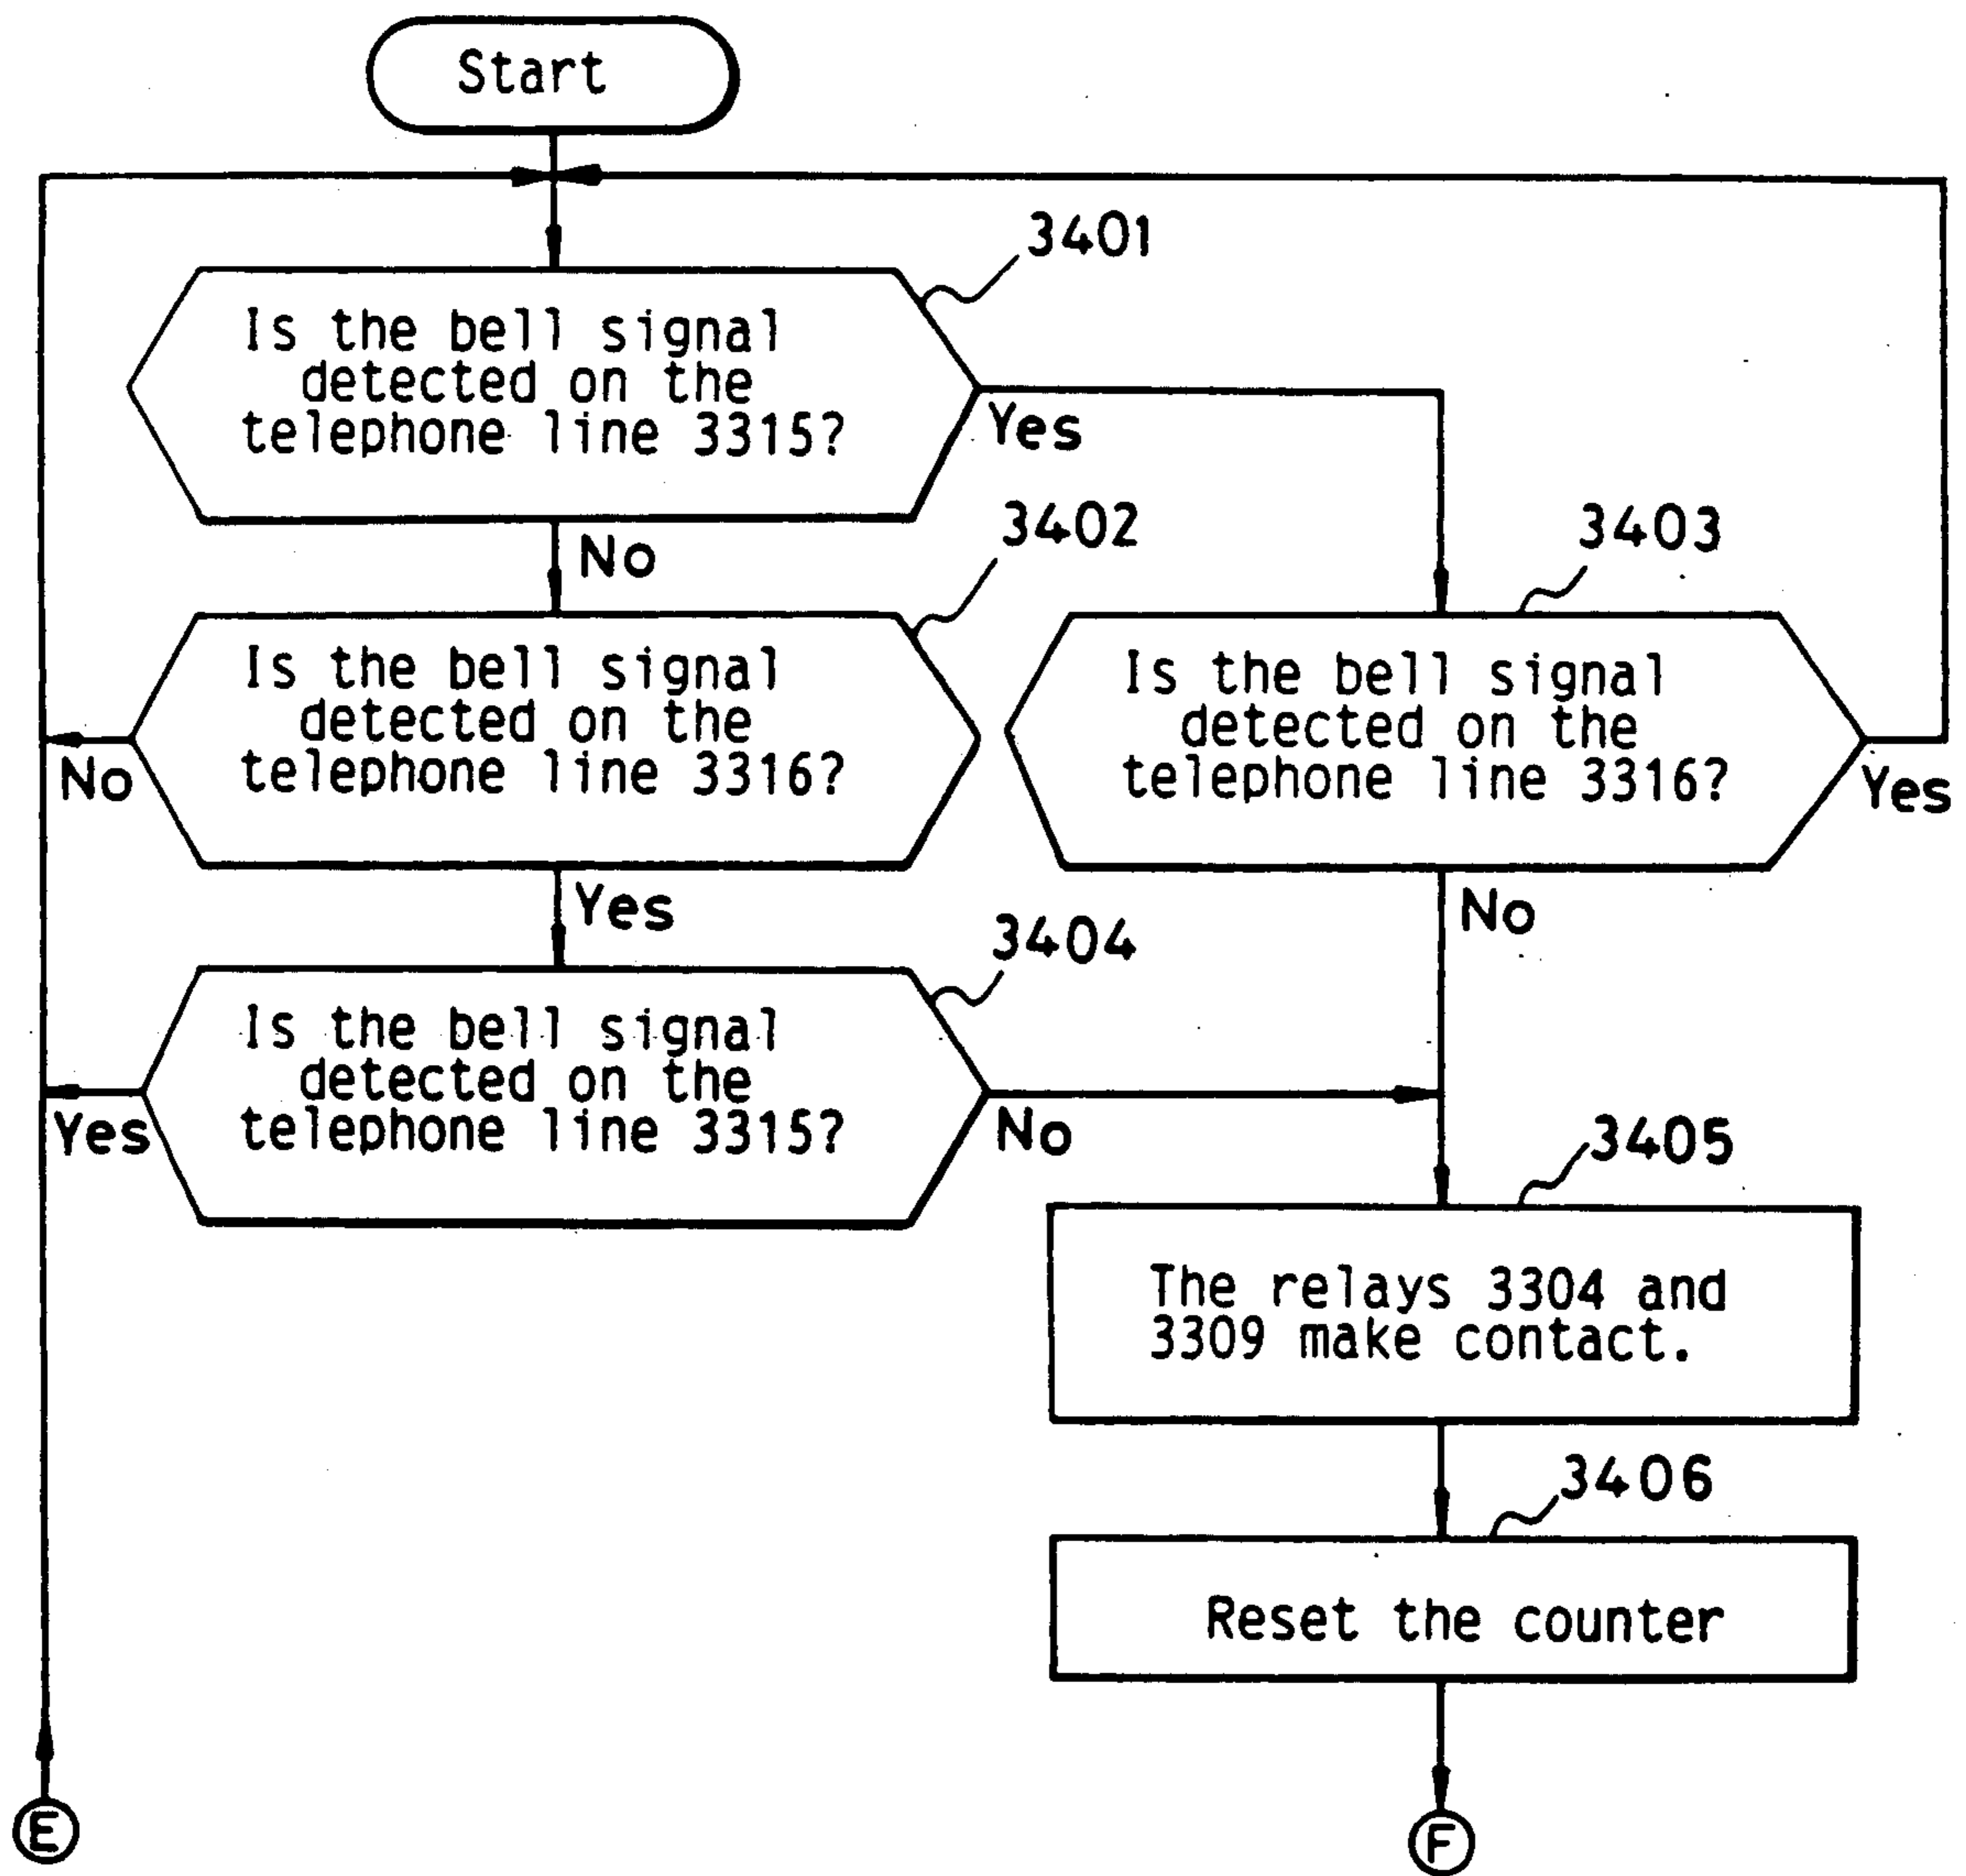 Start
3401
Is the bell signal
detected on the
telephone line 3315?
Yes
No
3402
3403
Is the bell signal
detected on the
telephone line 3316?
No
Yes
Is the bell signal
detected on the
telephone line 3316?
Yes
No
3404
Is the bell signal
detected on the
telephone line 3315?
Yes
No
3405
The relays 3304 and
3309 make contact.
3406
Reset the counter
E
F